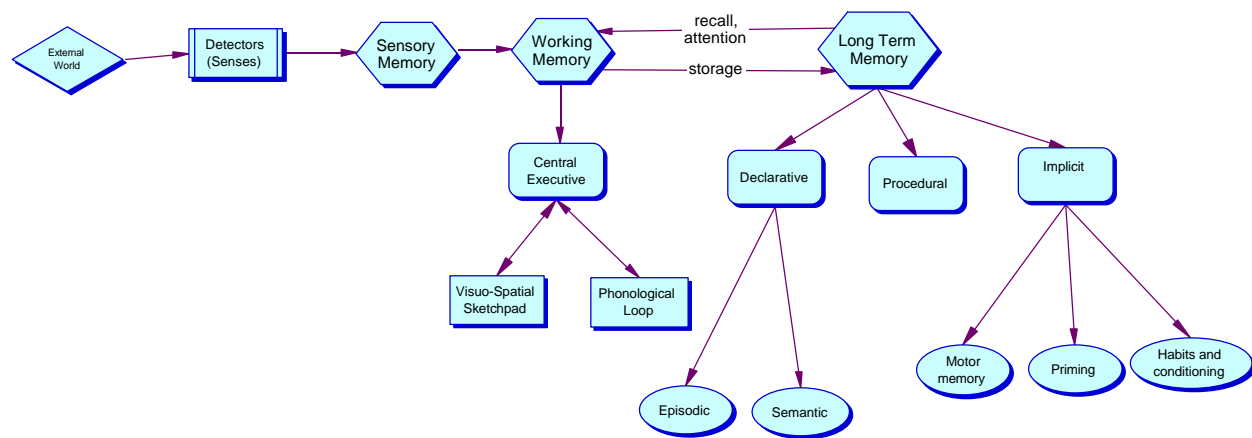 External
World
Detectors
(Senses)
Sensory
Memory
Working
Memory
recall,
attention
storage
Long Term
Memory
Central
Executive
Declarative
Procedural
Implicit
Visuo-Spatial
Sketchpad
Phonological
Loop
Episodic
Semantic
Motor
memory
Priming
Habits and
conditioning